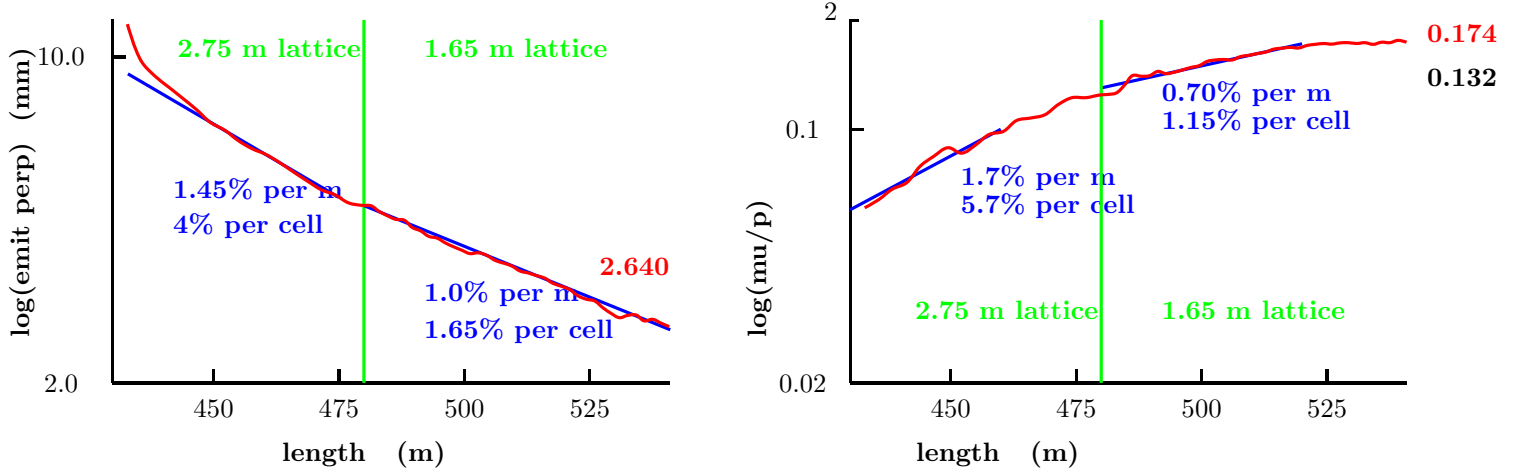 log(emit perp) (mm)
10.0
2.0
2.75 m lattice
1.65 m lattice
1.45% per m
4% per cell
2.640
1.0% per m
1.65% per cell
450 475 500 525
length (m)
log(mu/p)
2
0.1
0.02
0.174
0.132
0.70% per m
1.15% per cell
1.7% per m
5.7% per cell
2.75 m lattice
1.65 m lattice
450 475 500 525
length (m)